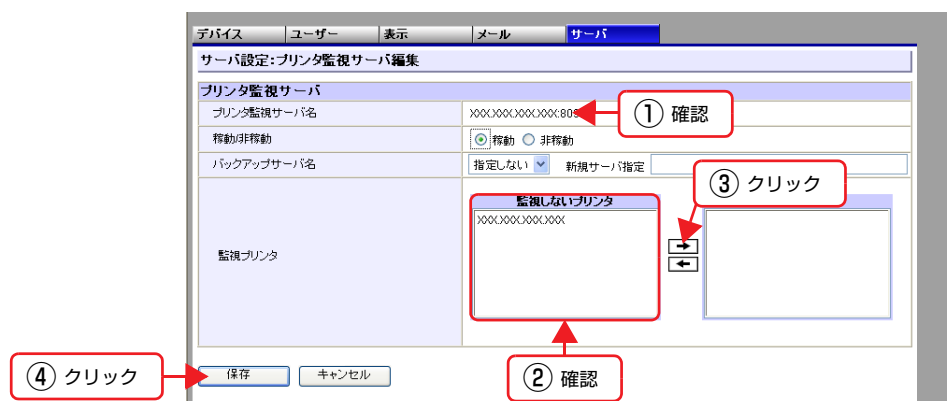 デバイス ユーザー 表示 メール サーバ
サーバ設定:プリンタ監視サーバ編集
プリンタ監視サーバ
プリンタ監視サーバ名 XXX.XXX.XXX.XXX:809
① 確認
稼動/非稼動 稼動 非稼動
バックアップサーバ名 指定しない 新規サーバ指定
③ クリック
監視しないプリンタ
XXX.XXX.XXX.XXX
監視プリンタ
② 確認
④ クリック
保存 キャンセル